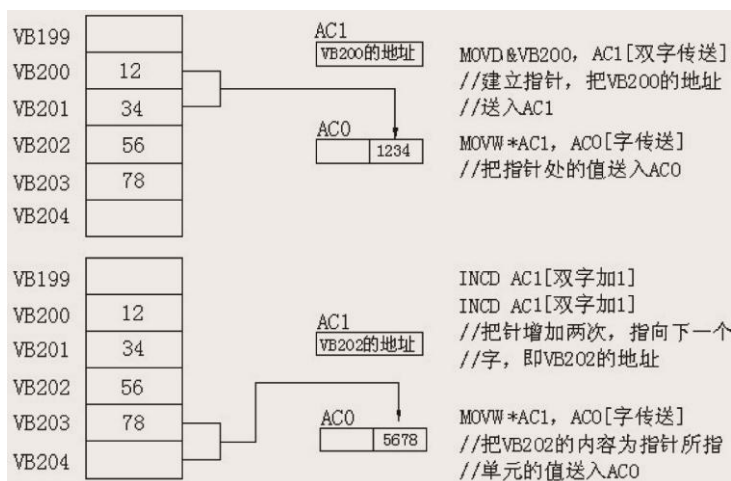 VB199
VB200 12
VB201 34
VB202 56
VB203 78
VB204
AC1
VB200的地址
AC0
1234
MOVD &VB200, AC1[双字传送]
//建立指针，把VB200的地址
//送入AC1
MOVW *AC1, AC0[字传送]
//把指针处的值送入AC0
VB199
VB200 12
VB201 34
VB202 56
VB203 78
VB204
AC1
VB202的地址
AC0
5678
INCD AC1[双字加1]
INCD AC1[双字加1]
//把针增加两次，指向下一个
//字，即VB202的地址
MOVW *AC1, AC0[字传送]
//把VB202的内容为指针所指
//单元的值送入AC0